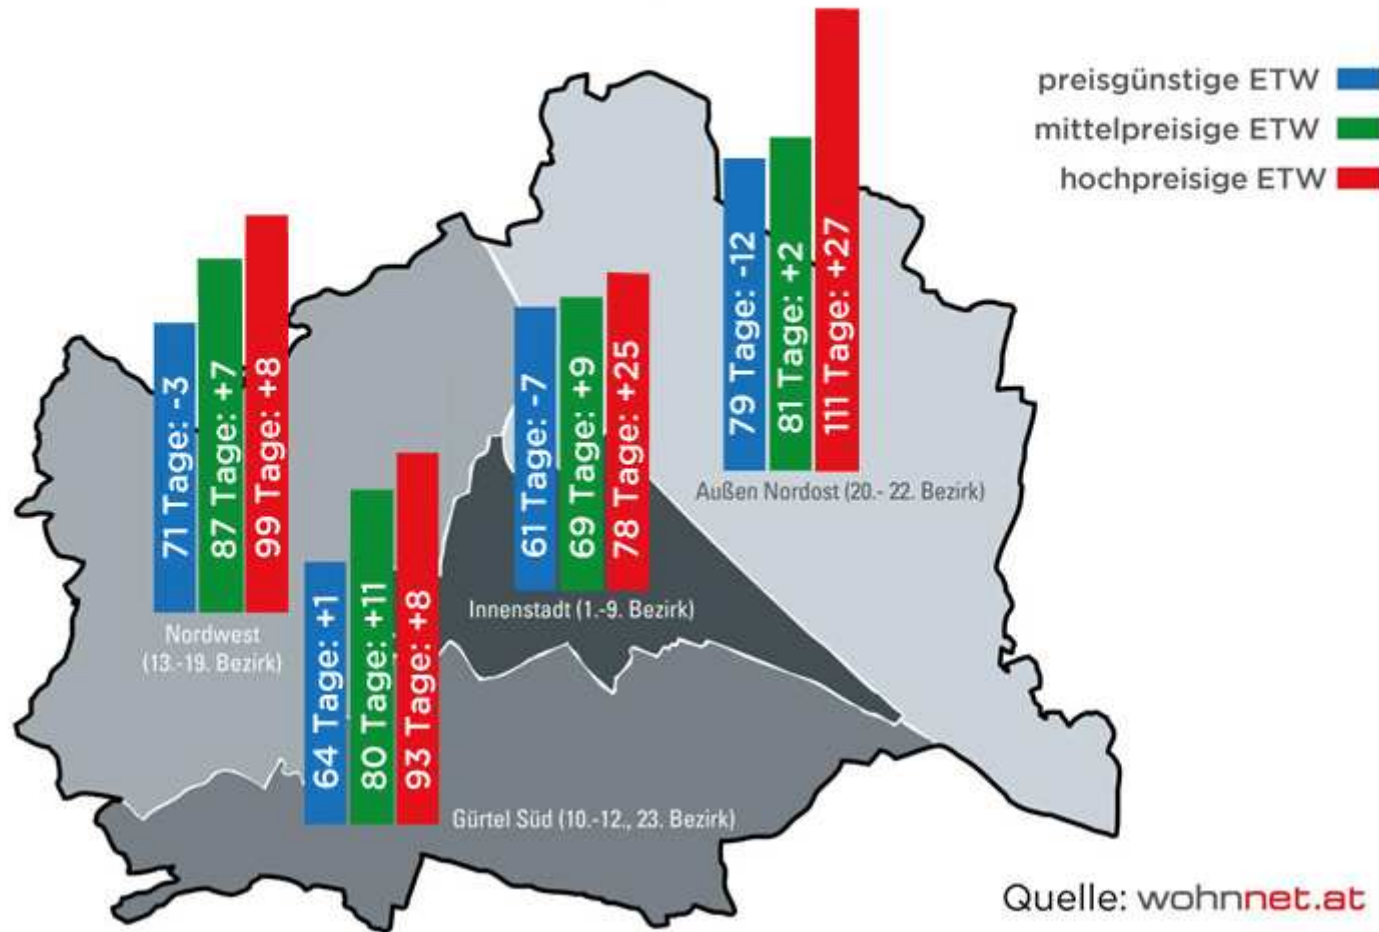 preisgünstige ETW
mittelpreisige ETW
hochpreisige ETW
79 Tage: -12
81 Tage: +2
111 Tage: +27
Außen Nordost (20.- 22. Bezirk)
71 Tage: -3
87 Tage: +7
99 Tage: +8
Nordwest
(13.-19. Bezirk)
61 Tage: -7
69 Tage: +9
78 Tage: +25
Innenstadt (1.-9. Bezirk)
64 Tage: +1
80 Tage: +11
93 Tage: +8
Gürtel Süd (10.-12., 23. Bezirk)
Quelle: wohnnet.at